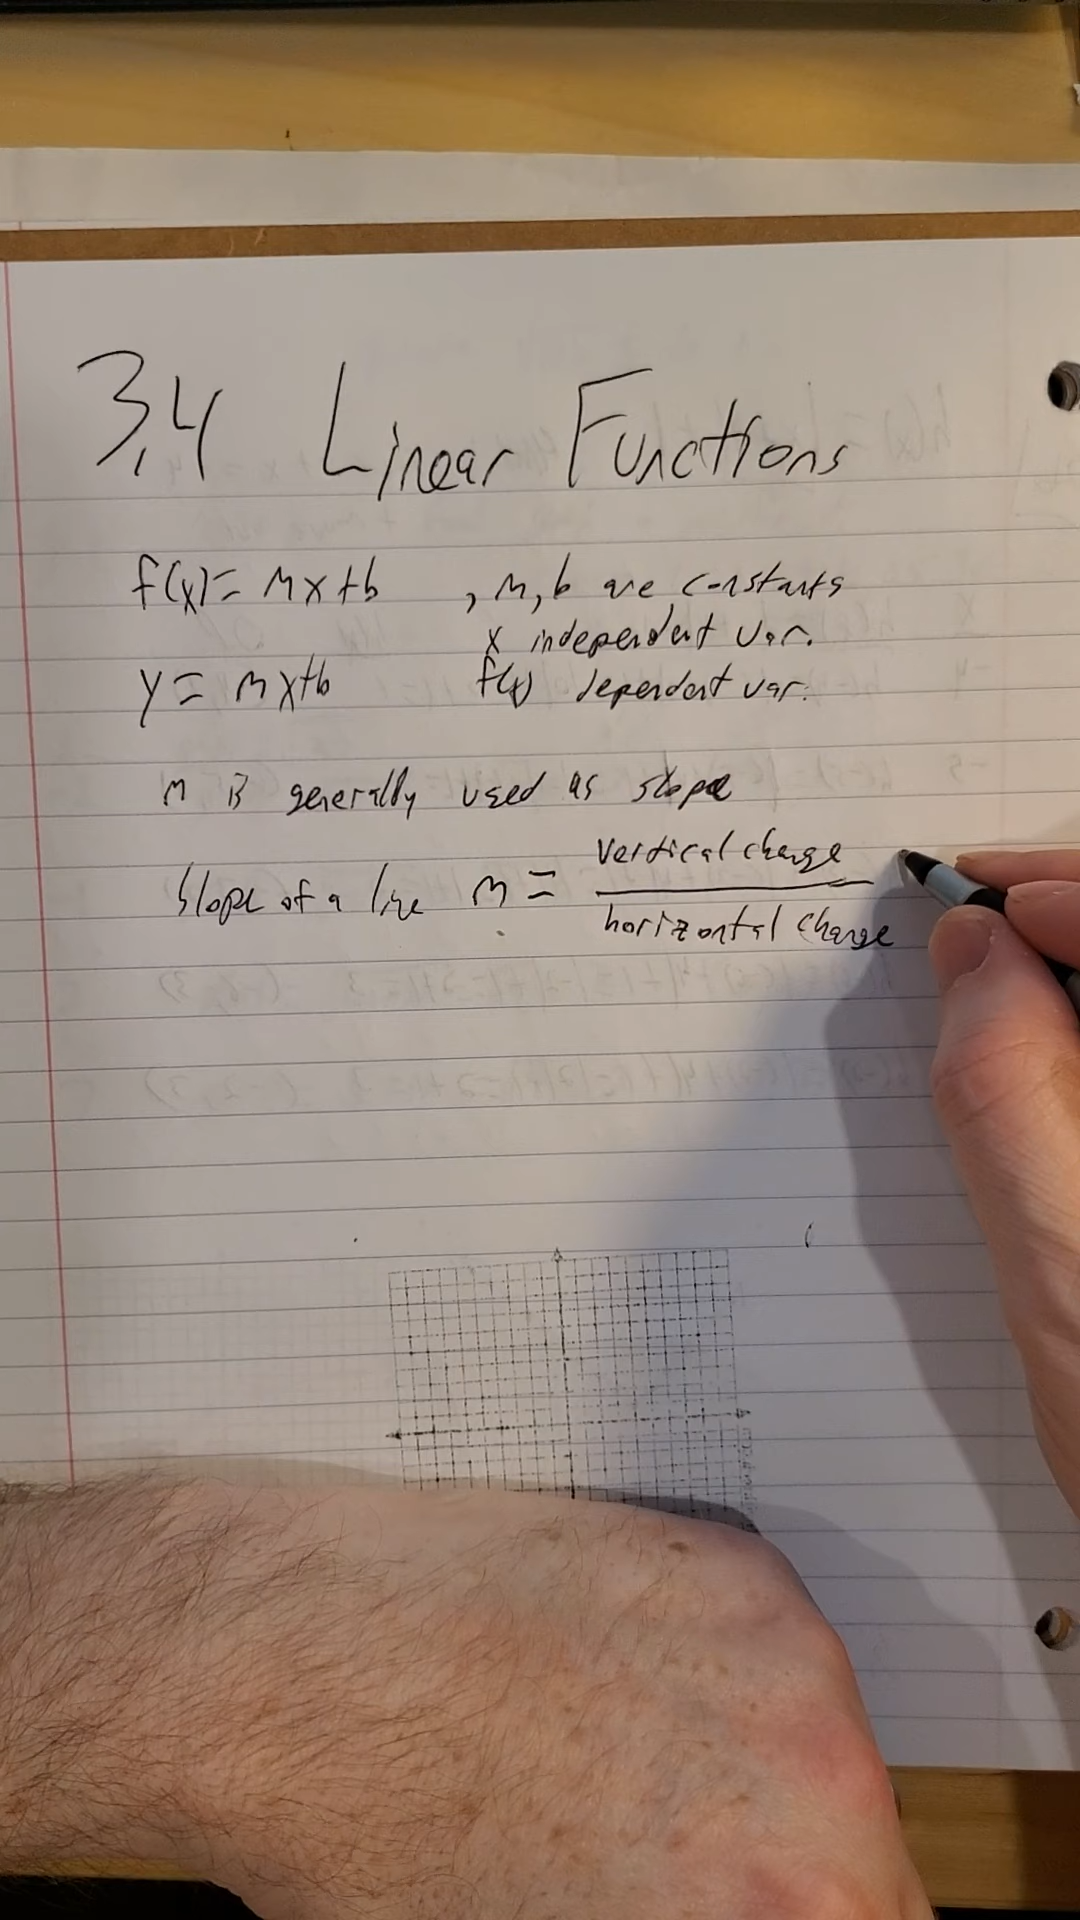 3.4 Linear Functions
f(x) = mx+b , m, b are constants
x independent var.
y = mx+b f(x) dependent var.
m is generally used as slope
Slope of a line m = vertical change
horizontal change